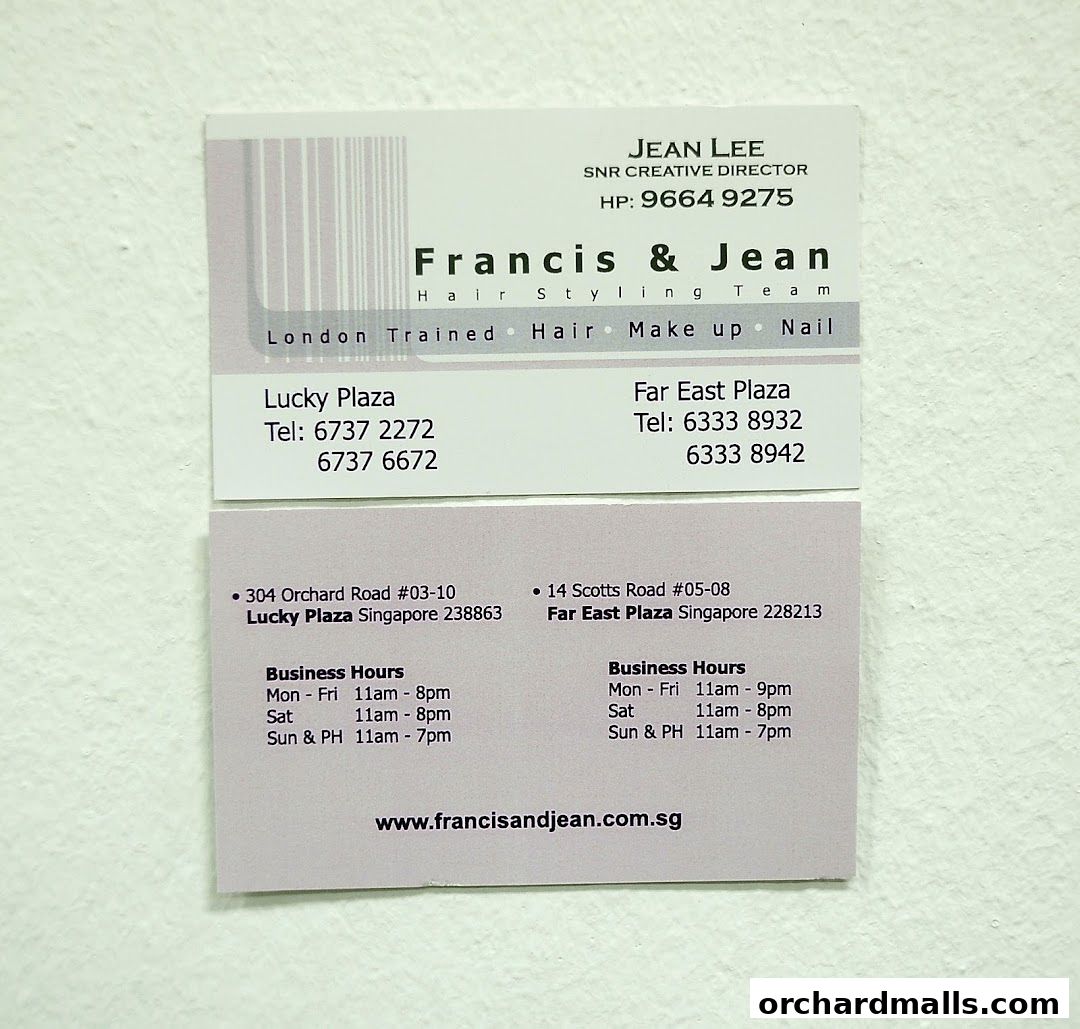 JEAN LEE
SNR CREATIVE DIRECTOR
HP: 9664 9275
Francis & Jean
Hair Styling Team
London Trained • Hair • Make up • Nail
Lucky Plaza
Tel: 6737 2272
6737 6672
Far East Plaza
Tel: 6333 8932
6333 8942
• 304 Orchard Road #03-10
Lucky Plaza Singapore 238863
Business Hours
Mon - Fri 11am - 8pm
Sat 11am - 8pm
Sun & PH 11am - 7pm
• 14 Scotts Road #05-08
Far East Plaza Singapore 228213
Business Hours
Mon - Fri 11am - 9pm
Sat 11am - 8pm
Sun & PH 11am - 7pm
www.francisandjean.com.sg
orchardmalls.com